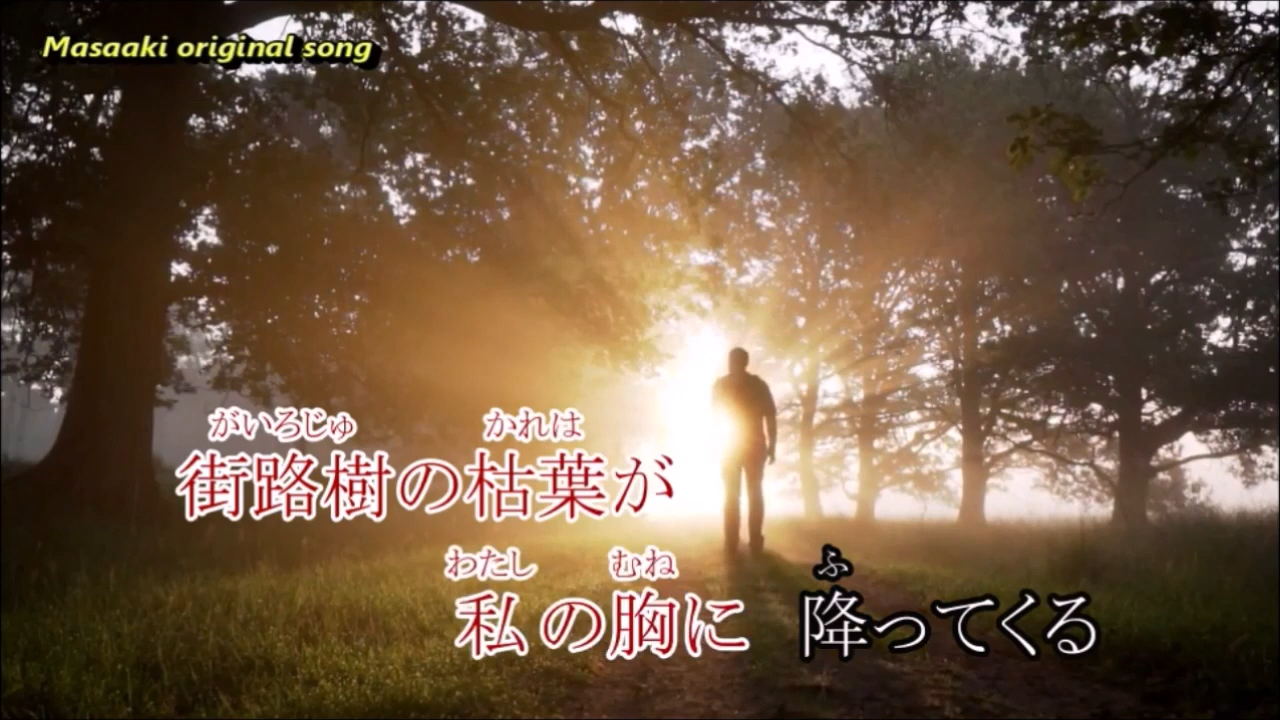 Masaaki original song
がいろじゅ かれは
街路樹の枯葉が
わたし むね ふ
私の胸に 降ってくる